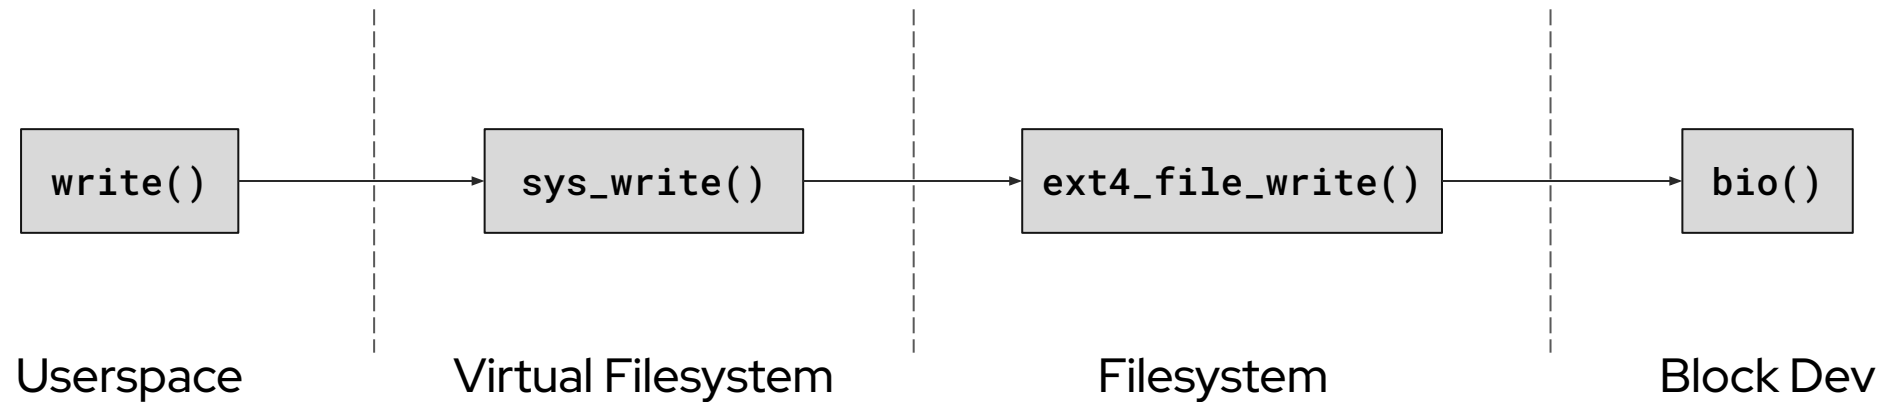 write()
sys_write()
ext4_file_write()
bio()
Userspace
Virtual Filesystem
Filesystem
Block Dev